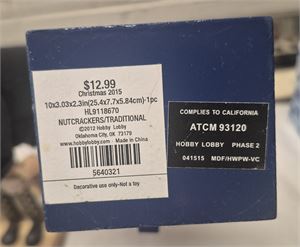 $12.99
Christmas 2015
10x3.03x2.3in(25.4x7.7x5.84cm)-1pc
HL9118670
NUTCRACKERS/TRADITIONAL
©2012 Hobby Lobby
Oklahoma City, OK 73179
www.hobbylobby.com Made in China
5640321
Decorative use only-Not a toy
COMPLIES TO CALIFORNIA
ATCM 93120
HOBBY LOBBY PHASE 2
041515 MDF/HWPW-VC